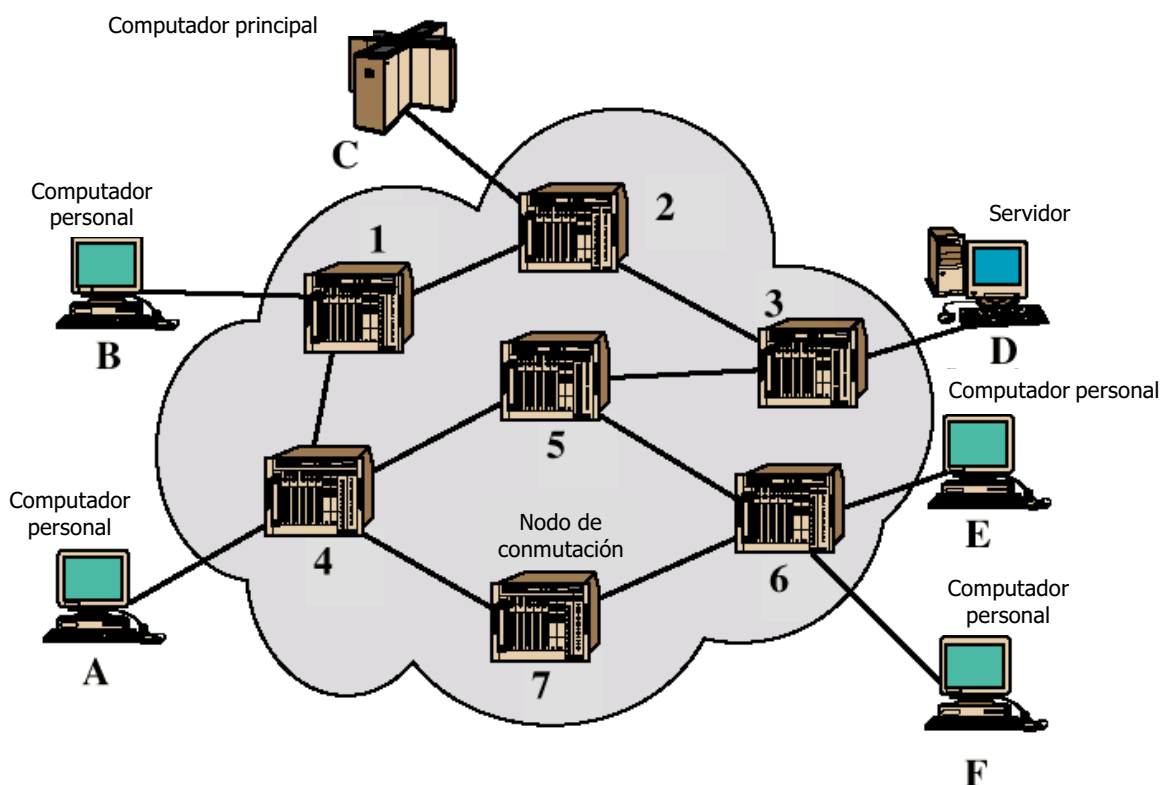 Computador principal
C
Computador
personal
B
1
2
Servidor
D
3
Computador personal
E
5
4
Computador
personal
A
Nodo de
conmutación
7
6
Computador
personal
F